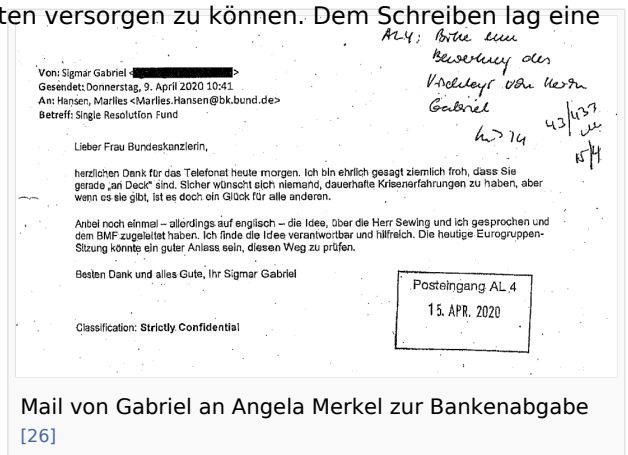 ten versorgen zu können. Dem Schreiben lag eine
AL4: Bitte um
Bewertung des
Vorschlags von Herrn
Gabriel
43/433
15/4
Von: Sigmar Gabriel < >
Gesendet: Donnerstag, 9. April 2020 10:41
An: Hansen, Marlies <Marlies.Hansen@bk.bund.de>
Betreff: Single Resolution Fund
Lieber Frau Bundeskanzlerin,
herzlichen Dank für das Telefonat heute morgen. Ich bin ehrlich gesagt ziemlich froh, dass Sie
gerade „an Deck" sind. Sicher wünscht sich niemand, dauerhafte Krisenerfahrungen zu haben, aber
wenn es sie gibt, ist es doch ein Glück für alle anderen.
Anbei noch einmal – allerdings auf englisch – die Idee, über die Herr Sewing und ich gesprochen und
dem BMF zugeleitet haben. Ich finde die Idee verantwortbar und hilfreich. Die heutige Eurogruppen-
Sitzung könnte ein guter Anlass sein, diesen Weg zu prüfen.
Besten Dank und alles Gute, Ihr Sigmar Gabriel
Posteingang AL 4
15. APR. 2020
Classification: Strictly Confidential
Mail von Gabriel an Angela Merkel zur Bankenabgabe
[26]